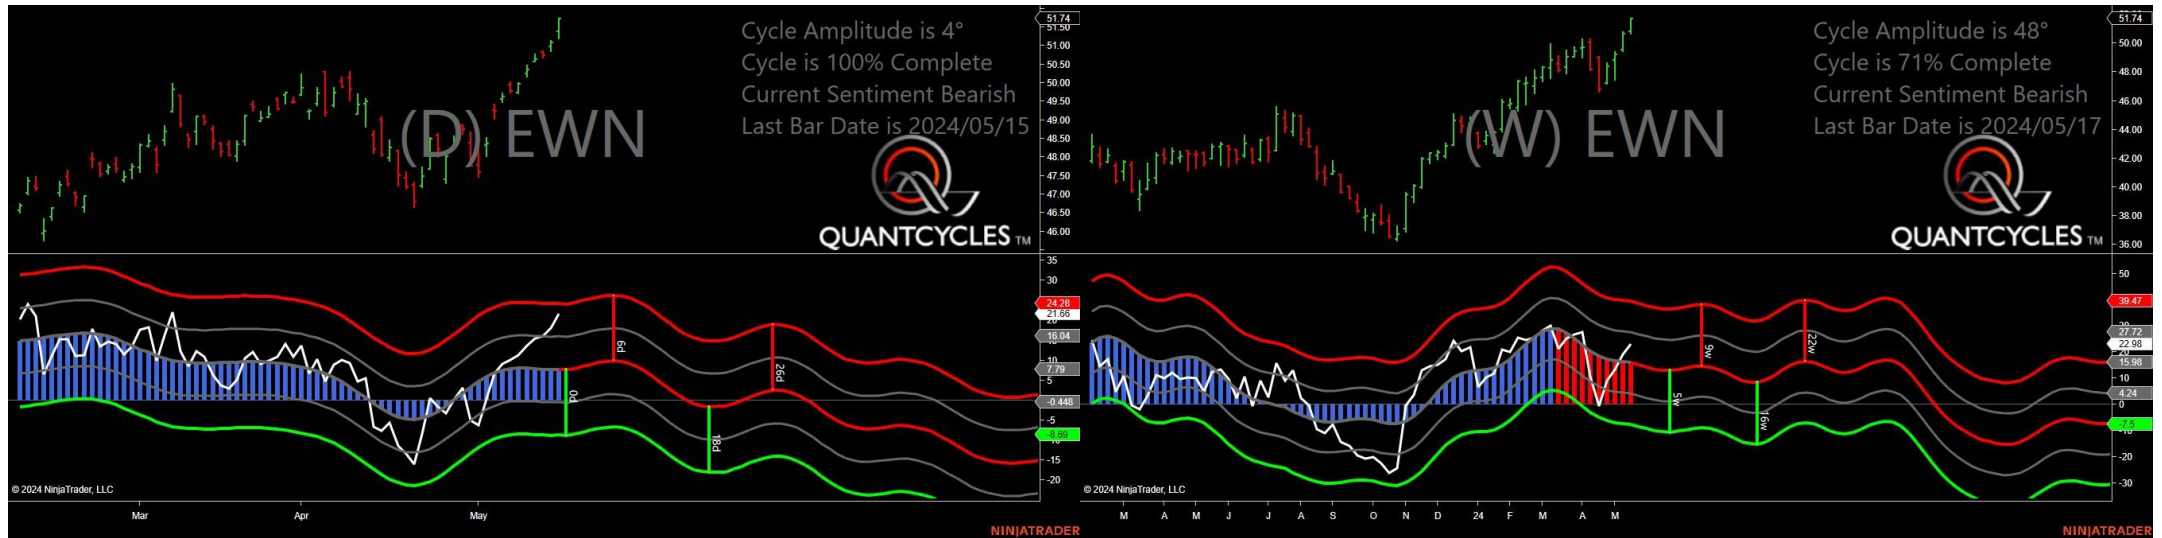 Cycle Amplitude is 4°
Cycle is 100% Complete
Current Sentiment Bearish
Last Bar Date is 2024/05/15
(D) EWN
QUANTCYCLES TM
51.74
51.50
51.00
50.50
50.00
49.50
49.00
48.50
48.00
47.50
47.00
46.50
46.00
35
30
24.28
21.66
20
16.04
10
7.79
5
-0.448
-5
-8.69
-15
-20
6d
26d
0d
18d
© 2024 NinjaTrader, LLC
Mar
Apr
May
NINJATRADER
Cycle Amplitude is 48°
Cycle is 71% Complete
Current Sentiment Bearish
Last Bar Date is 2024/05/17
(W) EWN
QUANTCYCLES TM
51.74
50.00
48.00
46.00
44.00
42.00
40.00
38.00
36.00
50
39.47
27.72
22.98
20
15.98
10
4.24
0
-7.5
-10
-20
-30
9w
22w
5w
16w
© 2024 NinjaTrader, LLC
M A M J J A S O N D 24 F M A M
NINJATRADER